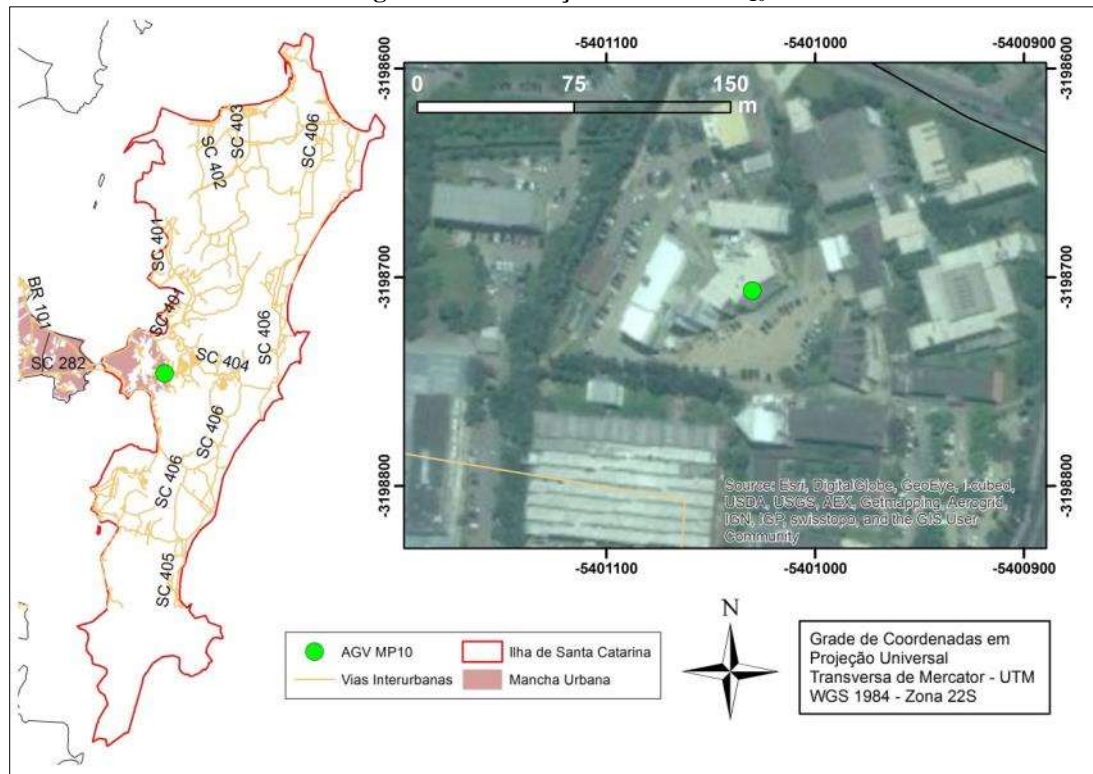 -5401100
-5401000
-5400900
-3198600
-3198600
0
75
150
m
-3198700
-3198700
-3198800
-3198800
Source: Esri, DigitalGlobe, GeoEye, i-cubed,
USDA, USGS, AEX, Getmapping, Aerogrid,
IGN, IGP, swisstopo, and the GIS User
Community
-5401100
-5401000
-5400900
SC 403
SC 406
SC 402
SC 401
SC 401
BR 101
SC 282
SC 404
SC 406
SC 406
SC 406
SC 405
AGV MP10
Ilha de Santa Catarina
Vias Interurbanas
Mancha Urbana
N
Grade de Coordenadas em
Projeção Universal
Transversa de Mercator - UTM
WGS 1984 - Zona 22S